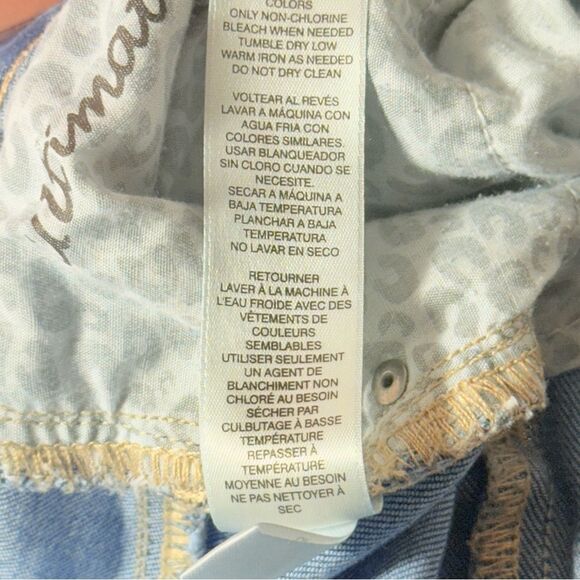 COLORS
ONLY NON-CHLORINE
BLEACH WHEN NEEDED
TUMBLE DRY LOW
WARM IRON AS NEEDED
DO NOT DRY CLEAN
VOLTEAR AL REVÉS
LAVAR A MÁQUINA CON
AGUA FRIA CON
COLORES SIMILARES.
USAR BLANQUEADOR
SIN CLORO CUANDO SE
NECESITE.
SECAR A MÁQUINA A
BAJA TEMPERATURA
PLANCHAR A BAJA
TEMPERATURA
NO LAVAR EN SECO
RETOURNER
LAVER À LA MACHINE À
L'EAU FROIDE AVEC DES
VÊTEMENTS DE
COULEURS
SEMBLABLES
UTILISER SEULEMENT
UN AGENT DE
BLANCHIMENT NON
CHLORÉ AU BESOIN
SÉCHER PAR
CULBUTAGE À BASSE
TEMPÉRATURE
REPASSER À
TEMPÉRATURE
MOYENNE AU BESOIN
NE PAS NETTOYER À
SEC